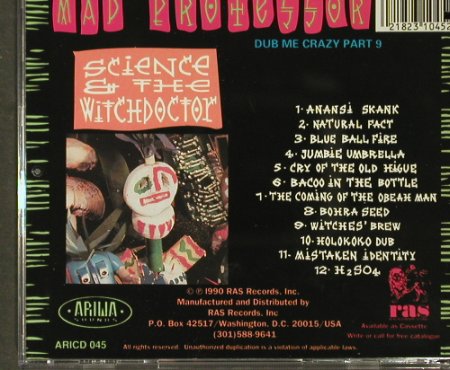 MAD PROFESSOR
21823 10452
DUB ME CRAZY PART 9
SCIENCE
& THE
WITCHDOCTOR
1· ANANSI SKANK
2· NATURAL FACT
3· BLUE BALL FIRE
4· JUMBIE UMBRELLA
5· CRY OF THE OLD HIGUE
6· BACOO IN THE BOTTLE
7· THE COMING OF THE OBEAH MAN
8· BOHRA SEED
9· WITCHES' BREW
10· HOLOKOKO DUB
11· MISTAKEN IDENTITY
12· H2SO4
© ℗ 1990 RAS Records, Inc.
Manufactured and Distributed by
RAS Records, Inc
P.O. Box 42517/Washington, D.C. 20015/USA
(301)588-9641
ARIWA
SOUNDS
ARICD 045
ras
Available as Cassette
Write or call for free catalogue
All rights reserved. Unauthorized duplication is a violation of applicable laws.